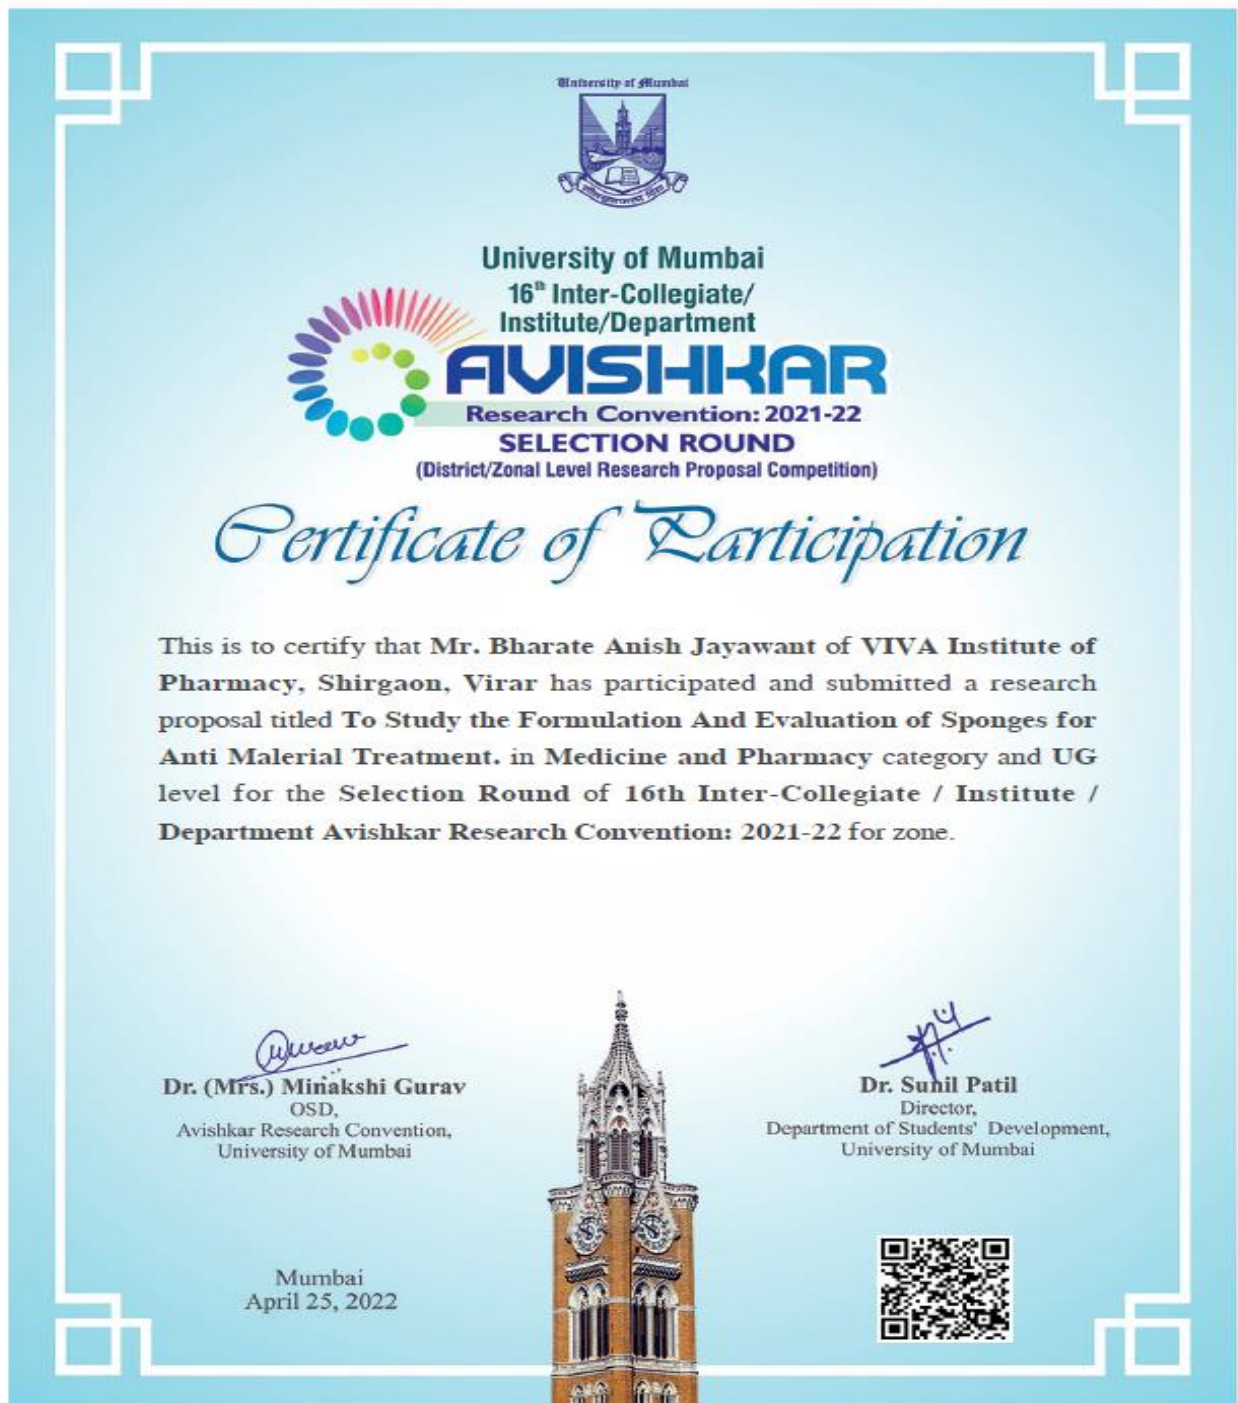 University of Mumbai
University of Mumbai
16th Inter-Collegiate/
Institute/Department
AVISHKAR
Research Convention: 2021-22
SELECTION ROUND
(District/Zonal Level Research Proposal Competition)
Certificate of Participation
This is to certify that Mr. Bharate Anish Jayawant of VIVA Institute of
Pharmacy, Shirgaon, Virar has participated and submitted a research
proposal titled To Study the Formulation And Evaluation of Sponges for
Anti Malerial Treatment. in Medicine and Pharmacy category and UG
level for the Selection Round of 16th Inter-Collegiate / Institute /
Department Avishkar Research Convention: 2021-22 for zone.
Dr. (Mrs.) Minakshi Gurav
OSD,
Avishkar Research Convention,
University of Mumbai
Dr. Sunil Patil
Director,
Department of Students' Development,
University of Mumbai
Mumbai
April 25, 2022